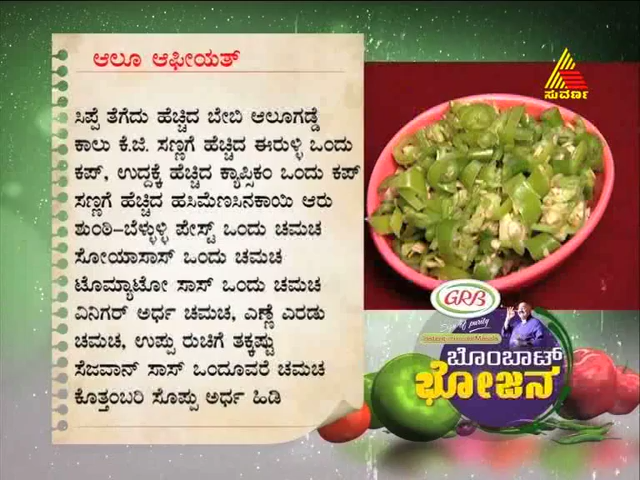 ಆಲೂ ಆಫೀಯತ್
ಸಿಪ್ಪೆ ತೆಗೆದು ಹೆಚ್ಚಿದ ಬೇಬಿ ಆಲೂಗಡ್ಡೆ
ಕಾಲು ಕೆ.ಜಿ. ಸಣ್ಣಗೆ ಹೆಚ್ಚಿದ ಈರುಳ್ಳಿ ಒಂದು
ಕಪ್, ಉದ್ದಕ್ಕೆ ಹೆಚ್ಚಿದ ಕ್ಯಾಪ್ಸಿಕಂ ಒಂದು ಕಪ್
ಸಣ್ಣಗೆ ಹೆಚ್ಚಿದ ಹಸಿಮೆಣಸಿನಕಾಯಿ ಆರು
ಶುಂಠಿ-ಬೆಳ್ಳುಳ್ಳಿ ಪೇಸ್ಟ್ ಒಂದು ಚಮಚ
ಸೋಯಾಸಾಸ್ ಒಂದು ಚಮಚ
ಟೊಮ್ಯಾಟೋ ಸಾಸ್ ಒಂದು ಚಮಚ
ವಿನಿಗರ್ ಅರ್ಧ ಚಮಚ, ಎಣ್ಣೆ ಎರಡು
ಚಮಚ, ಉಪ್ಪು ರುಚಿಗೆ ತಕ್ಕಷ್ಟು
ಸೆಜವಾನ್ ಸಾಸ್ ಒಂದೂವರೆ ಚಮಚ
ಕೊತ್ತಂಬರಿ ಸೊಪ್ಪು ಅರ್ಧ ಹಿಡಿ
ಸುವರ್ಣ
GRB
of purity
ಬೊಂಬಾಟ್
ಭೋಜನ